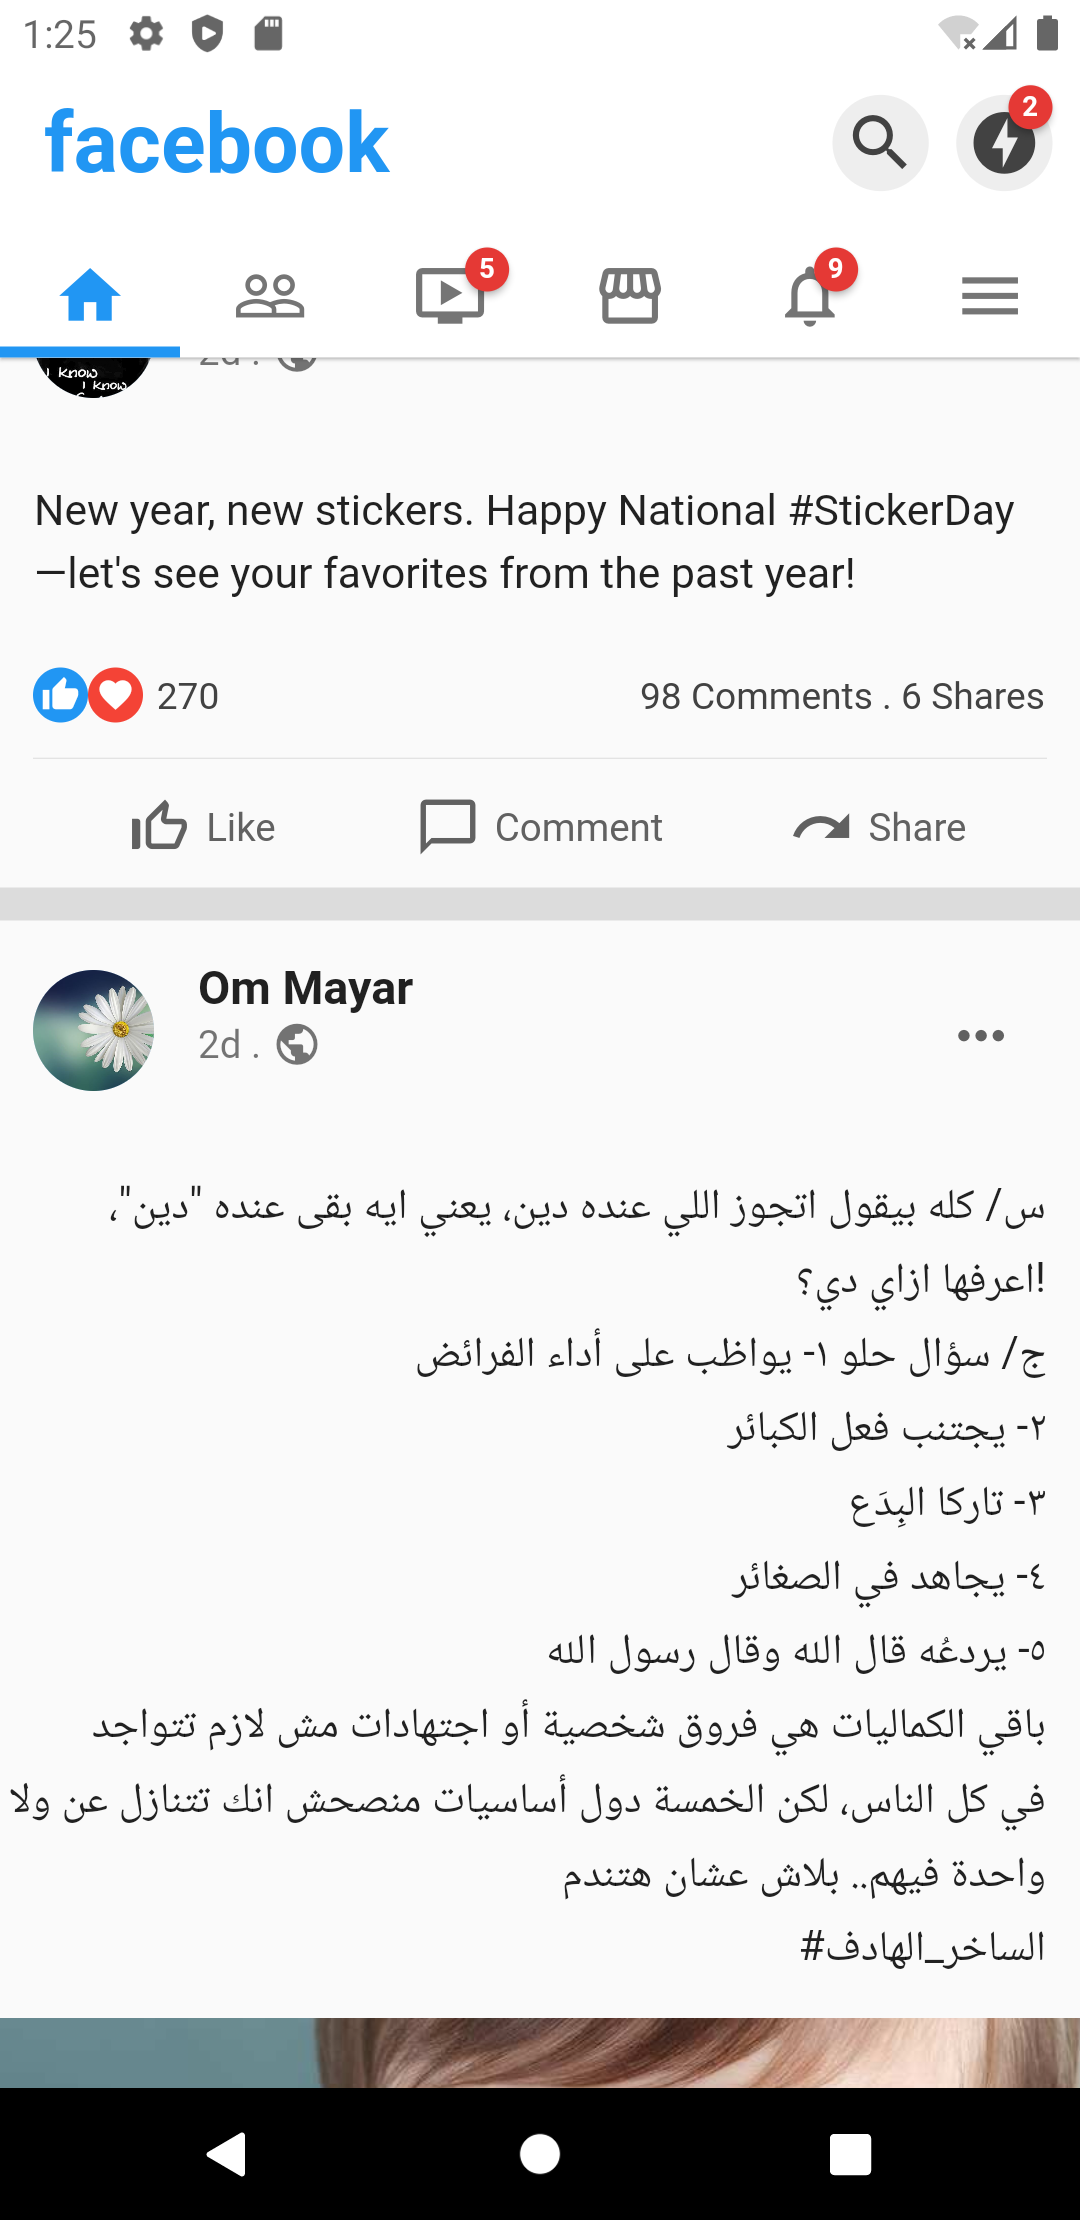 1:25
facebook
2
5
9
I know
I know
2d .
New year, new stickers. Happy National #StickerDay
—let's see your favorites from the past year!
270
98 Comments . 6 Shares
Like
Comment
Share
Om Mayar
2d .
س/ كله بيقول اتجوز اللي عنده دين، يعني ايه بقى عنده "دين"،
اعرفها ازاي دي؟!
ج/ سؤال حلو ١- يواظب على أداء الفرائض
٢- يجتنب فعل الكبائر
٣- تاركا البِدَع
٤- يجاهد في الصغائر
٥- يردعُه قال الله وقال رسول الله
باقي الكماليات هي فروق شخصية أو اجتهادات مش لازم تتواجد
في كل الناس، لكن الخمسة دول أساسيات منصحش انك تتنازل عن ولا
واحدة فيهم.. بلاش عشان هتندم
#الساخر_الهادف